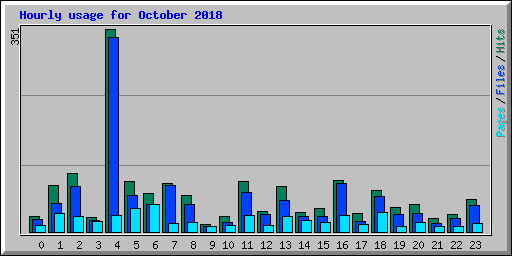 Hourly usage for October 2018
351
Pages/Files/Hits
0 1 2 3 4 5 6 7 8 9 10 11 12 13 14 15 16 17 18 19 20 21 22 23